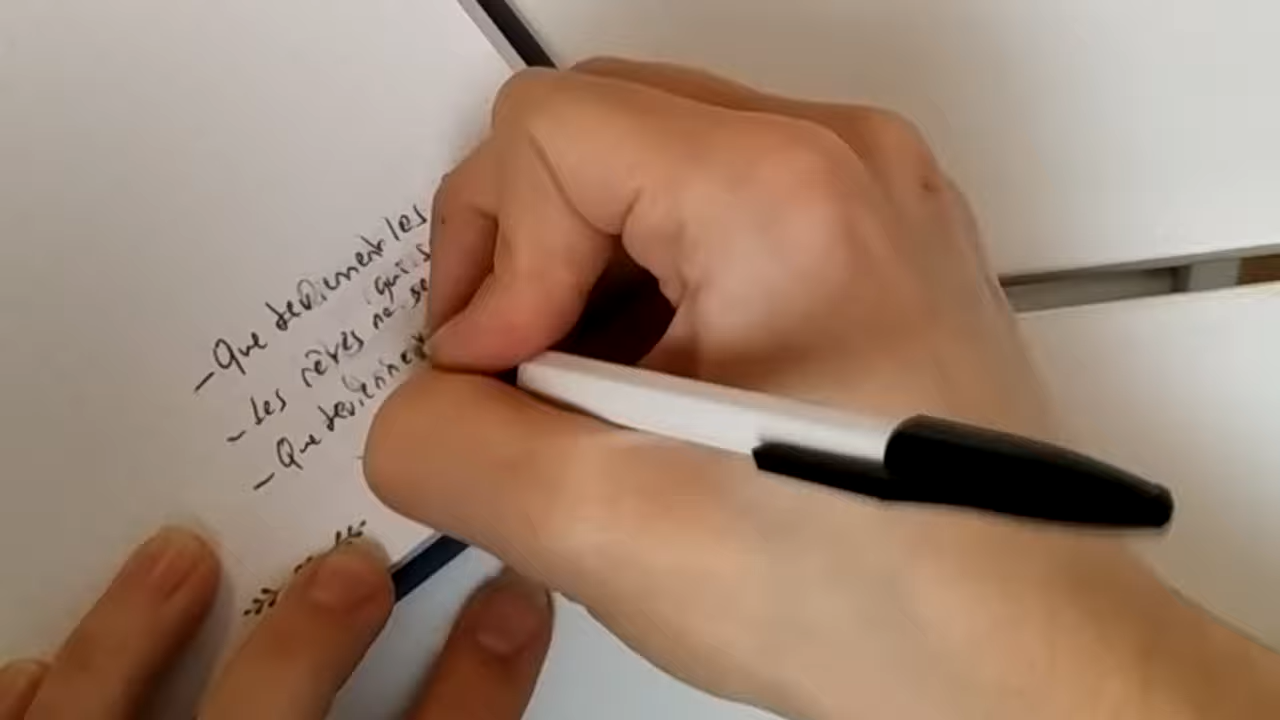 - Que deviennent les
qui s
- les rêves ne se
- Que deviennent